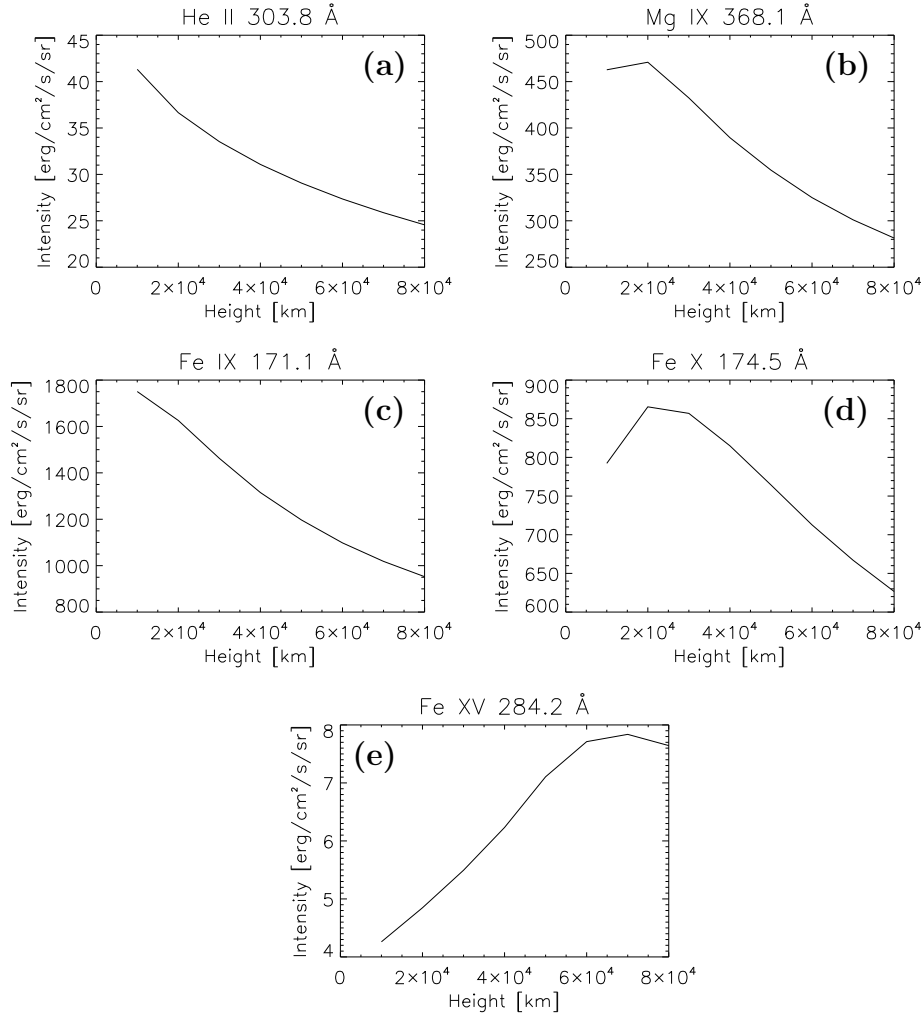 He II 303.8 Å
(a)
Intensity [erg/cm²/s/sr]
45
40
35
30
25
20
0 2×10⁴ 4×10⁴ 6×10⁴ 8×10⁴
Height [km]
Mg IX 368.1 Å
(b)
Intensity [erg/cm²/s/sr]
500
450
400
350
300
250
0 2×10⁴ 4×10⁴ 6×10⁴ 8×10⁴
Height [km]
Fe IX 171.1 Å
(c)
Intensity [erg/cm²/s/sr]
1800
1600
1400
1200
1000
800
0 2×10⁴ 4×10⁴ 6×10⁴ 8×10⁴
Height [km]
Fe X 174.5 Å
(d)
Intensity [erg/cm²/s/sr]
900
850
800
750
700
650
600
0 2×10⁴ 4×10⁴ 6×10⁴ 8×10⁴
Height [km]
Fe XV 284.2 Å
(e)
Intensity [erg/cm²/s/sr]
8
7
6
5
4
0 2×10⁴ 4×10⁴ 6×10⁴ 8×10⁴
Height [km]